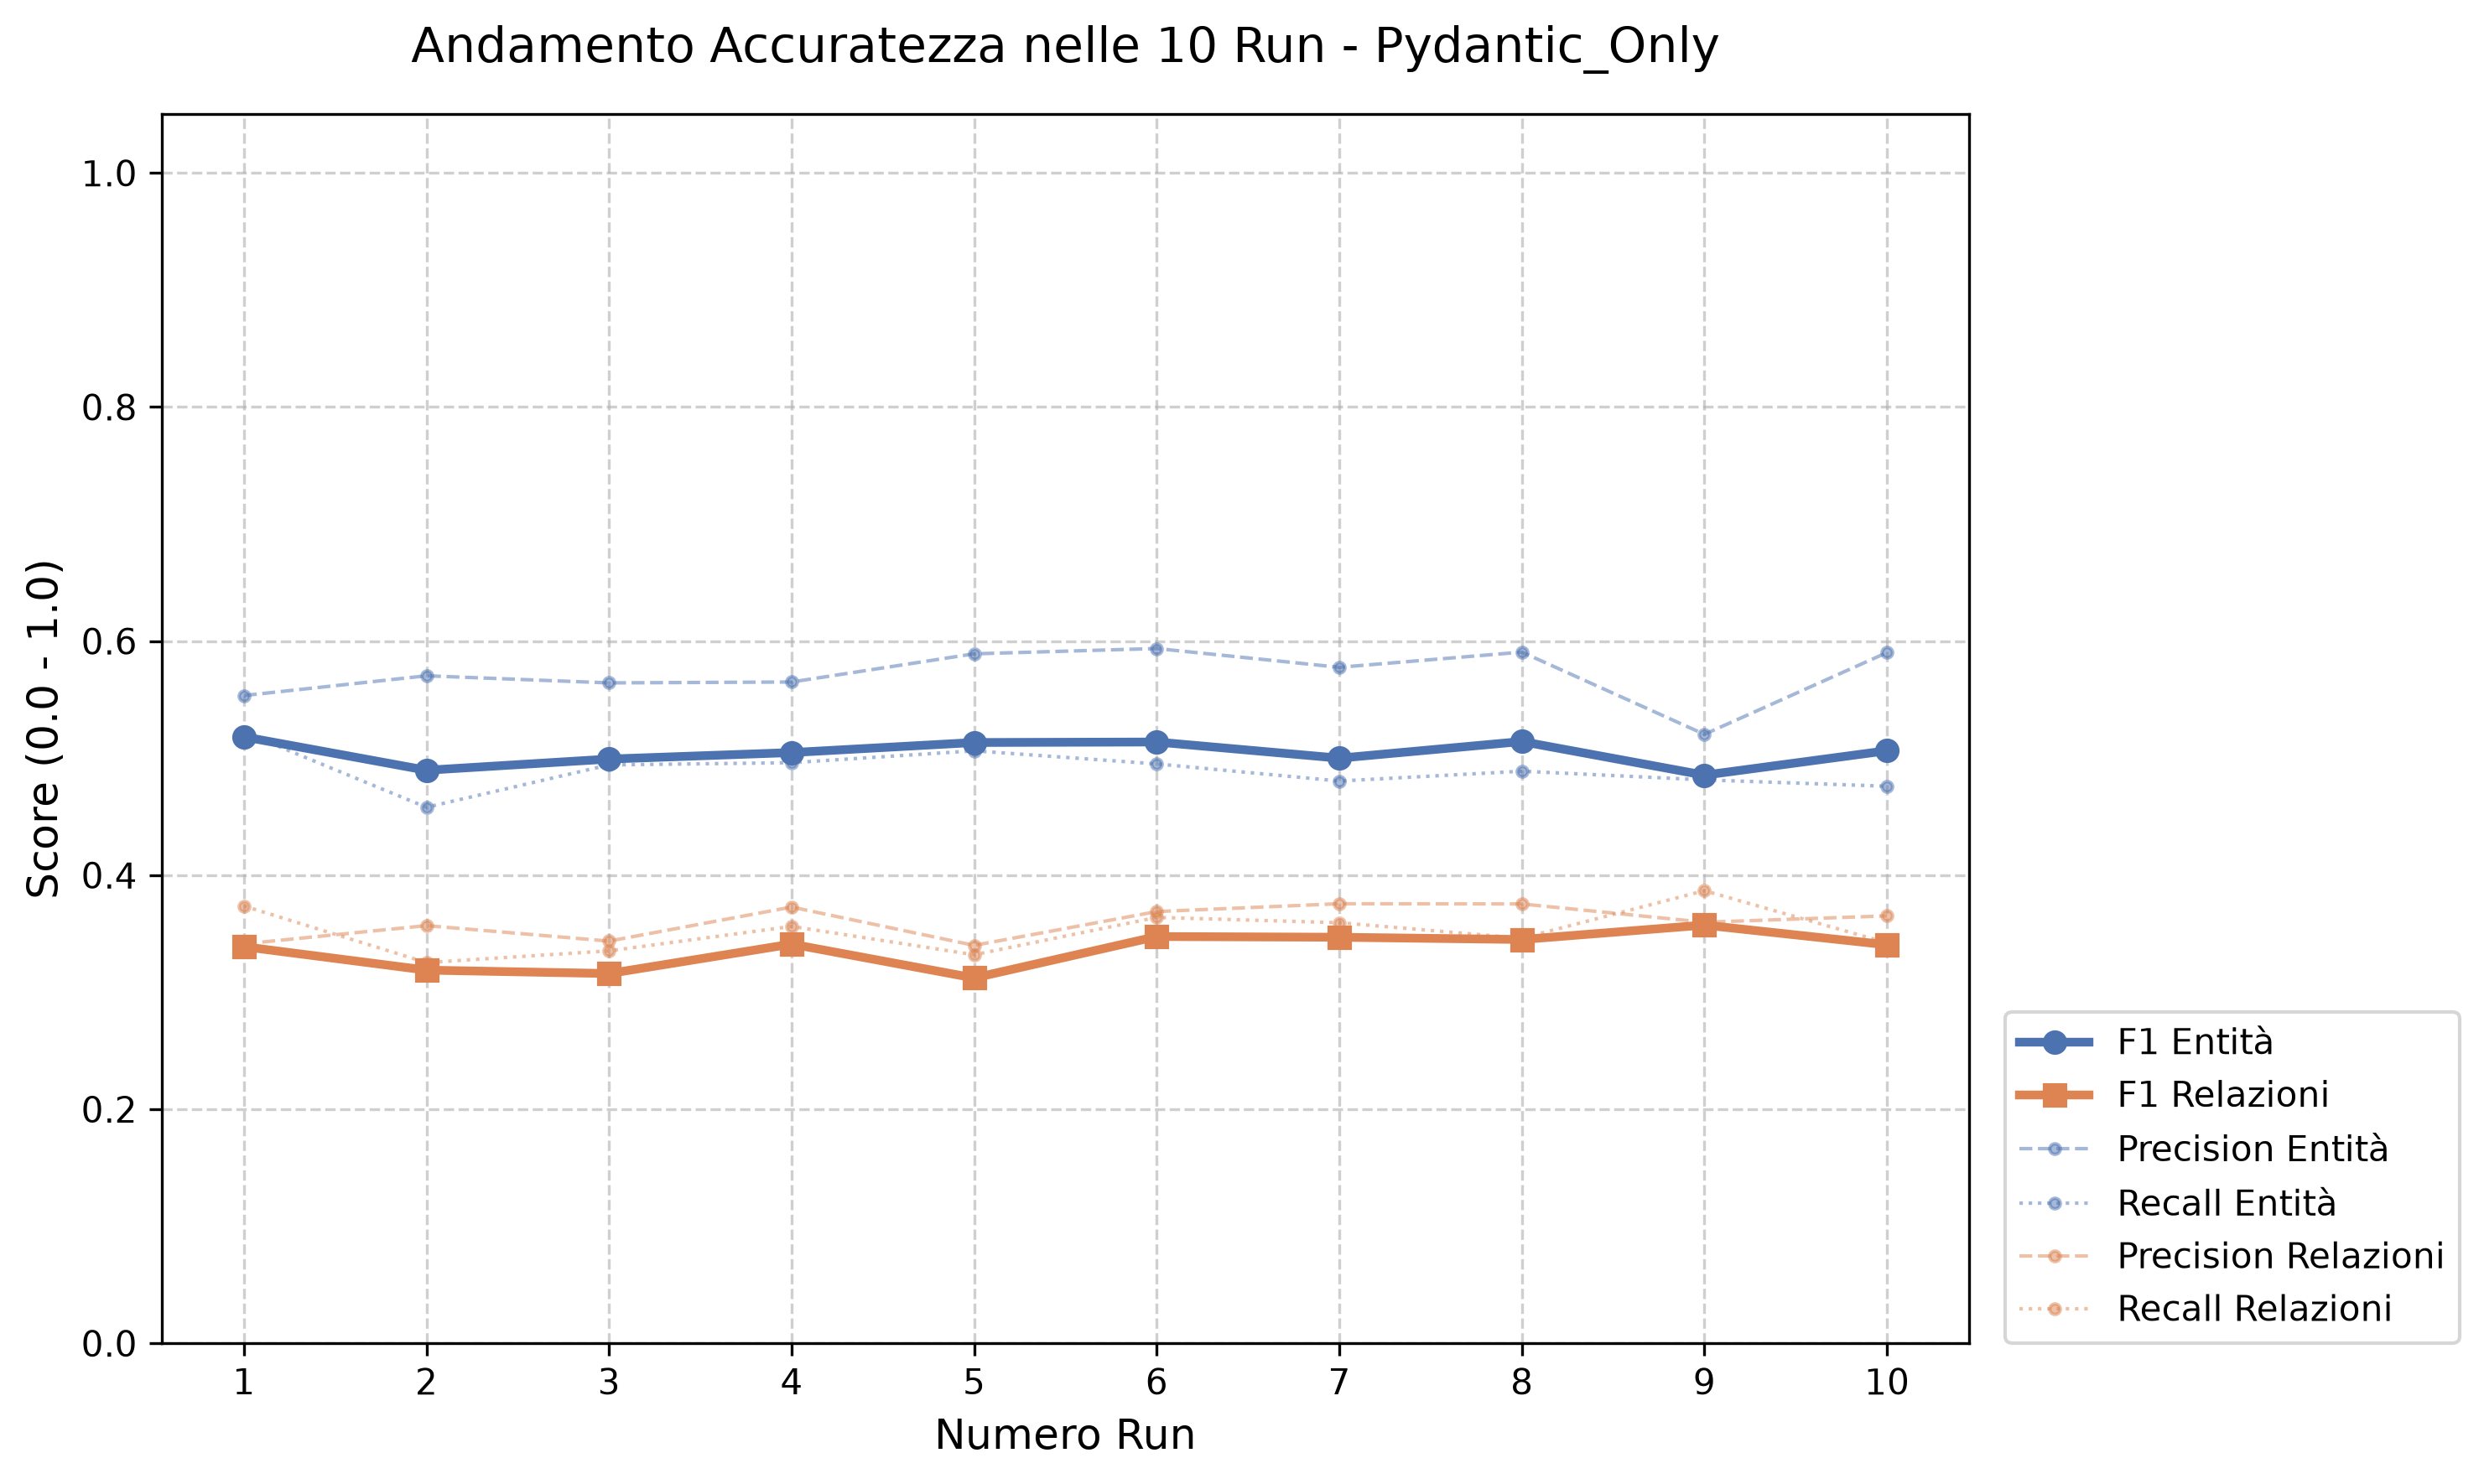 Andamento Accuratezza nelle 10 Run - Pydantic_Only
Score (0.0 - 1.0)
1.0
0.8
0.6
0.4
0.2
0.0
1 2 3 4 5 6 7 8 9 10
Numero Run
F1 Entità
F1 Relazioni
Precision Entità
Recall Entità
Precision Relazioni
Recall Relazioni